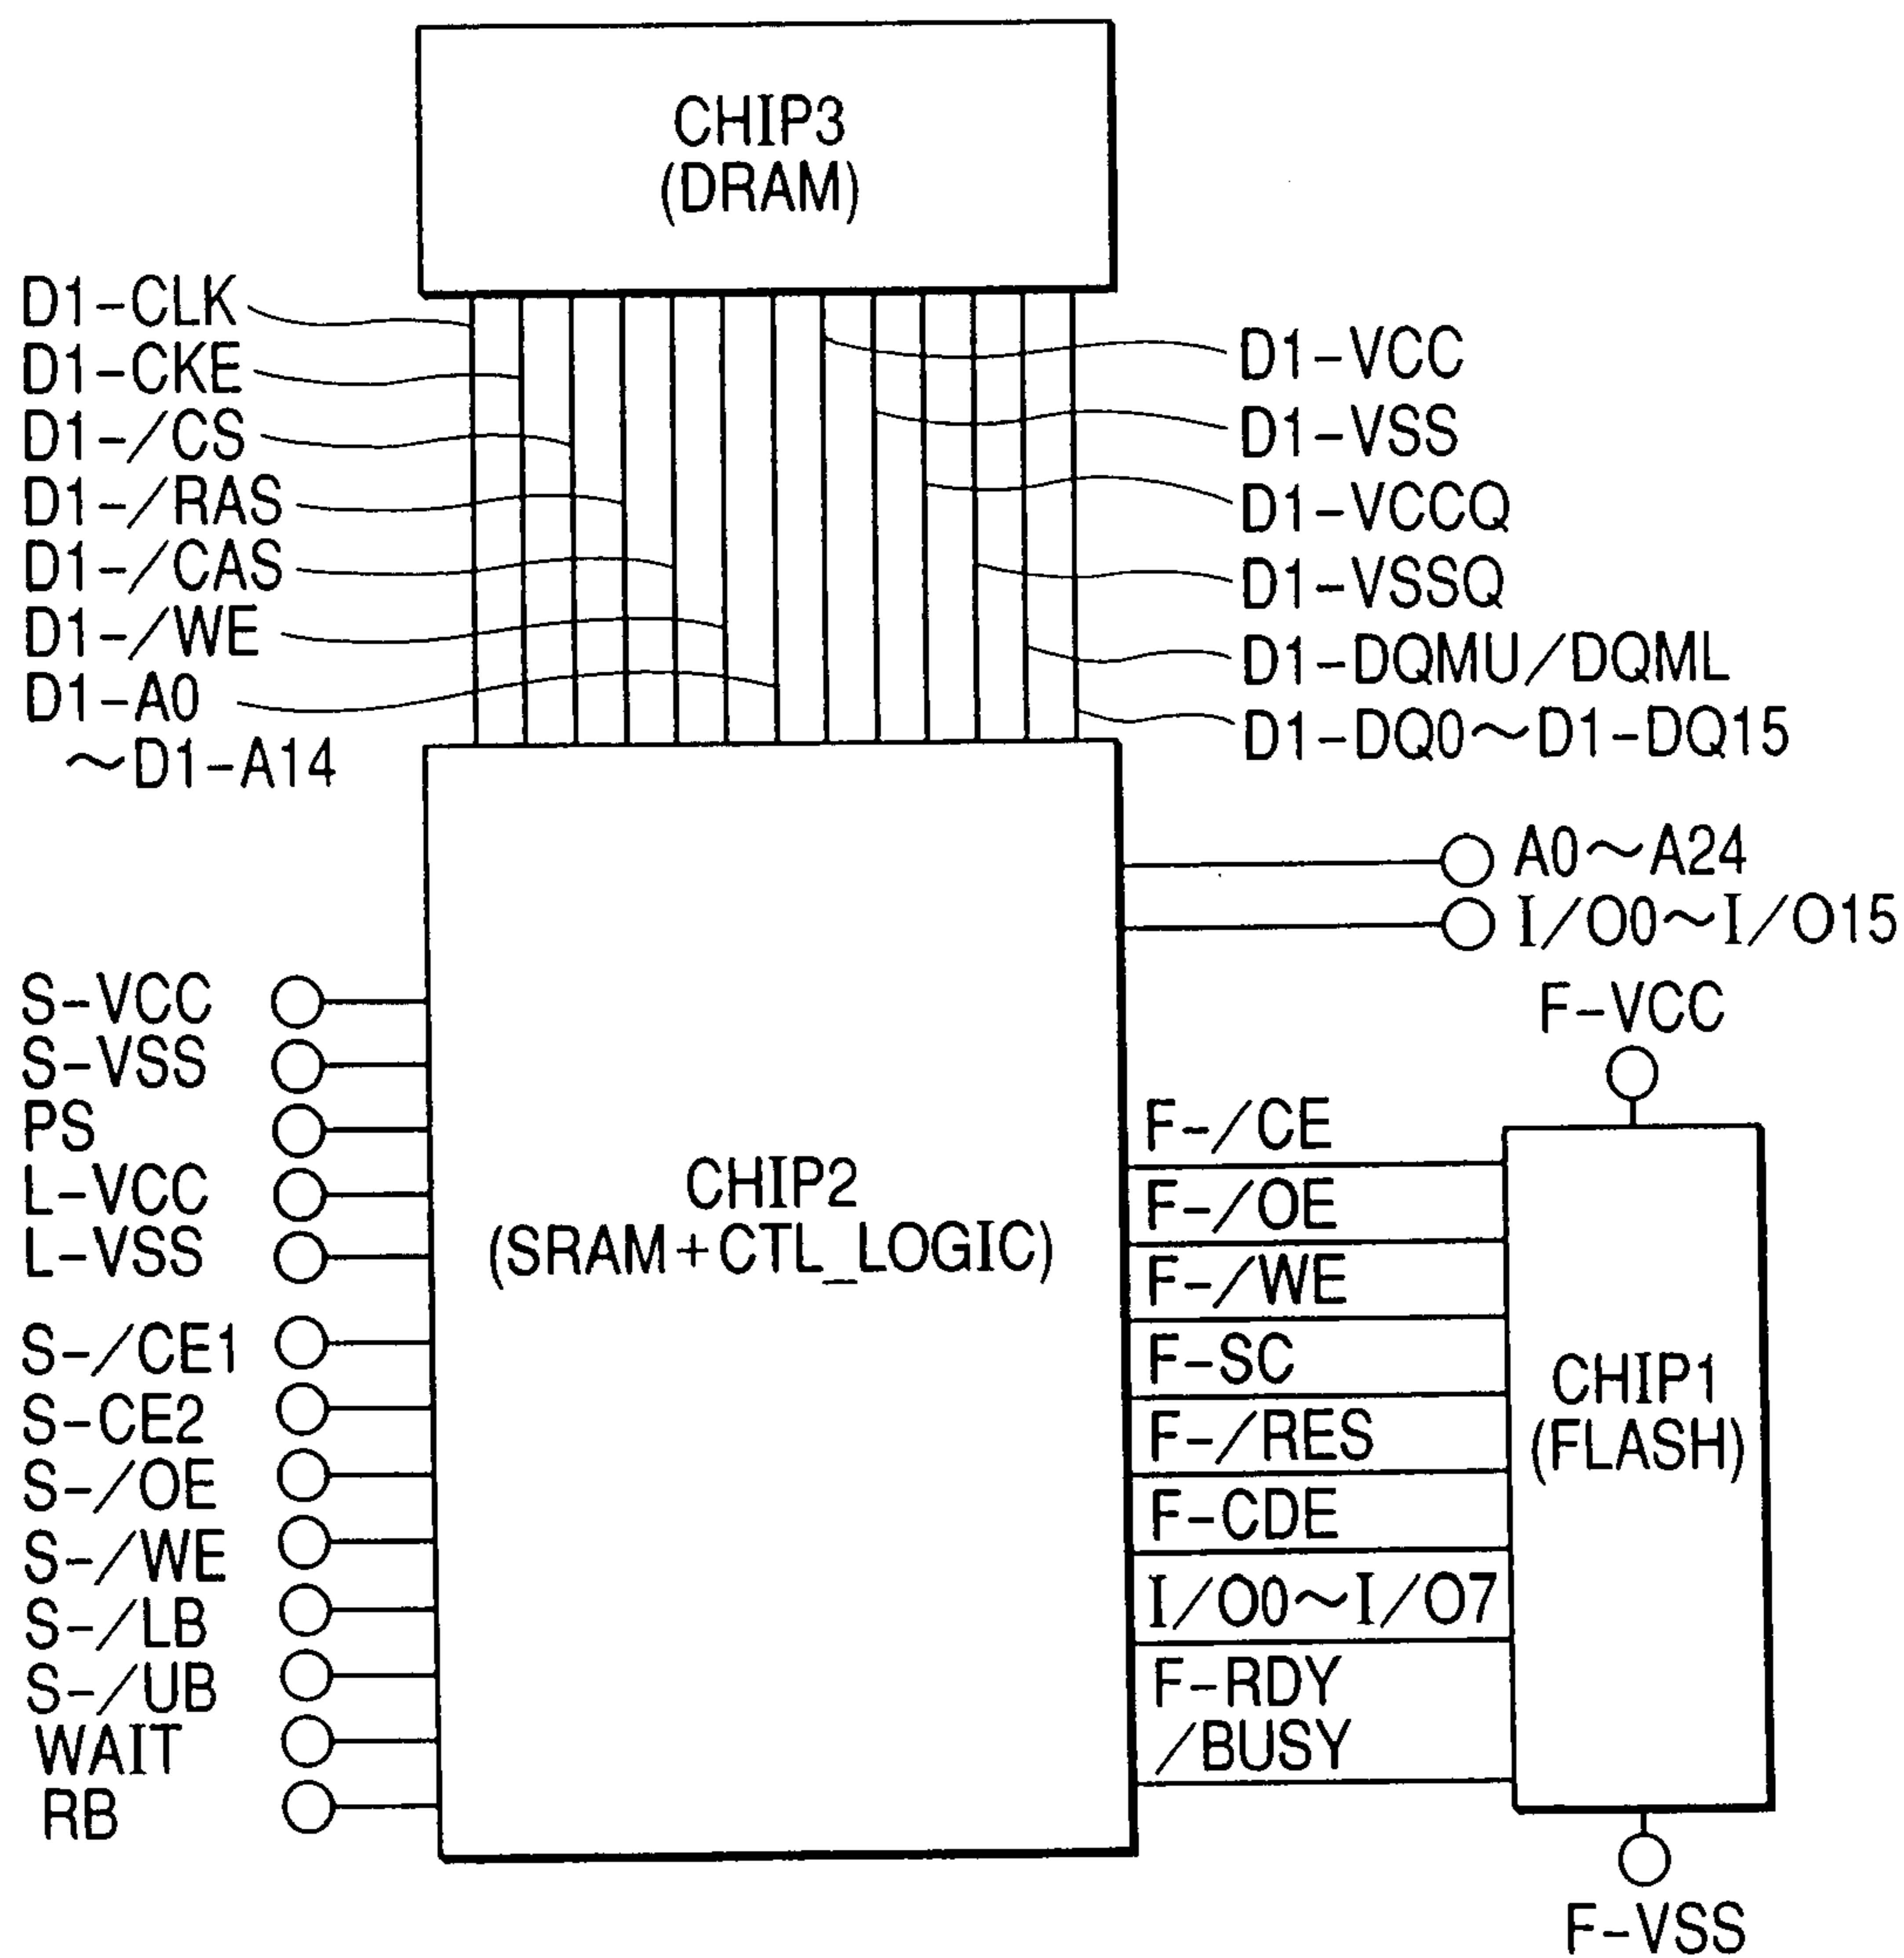 CHIP3
(DRAM)
D1-CLK
D1-CKE
D1-/CS
D1-/RAS
D1-/CAS
D1-/WE
D1-A0
～D1-A14
D1-VCC
D1-VSS
D1-VCCQ
D1-VSSQ
D1-DQMU/DQML
D1-DQ0～D1-DQ15
A0～A24
I/O0～I/O15
S-VCC
S-VSS
PS
L-VCC
L-VSS
S-/CE1
S-CE2
S-/OE
S-/WE
S-/LB
S-/UB
WAIT
RB
CHIP2
(SRAM+CTL_LOGIC)
F-VCC
F-/CE
F-/OE
F-/WE
F-SC
F-/RES
F-CDE
I/O0～I/O7
F-RDY
/BUSY
CHIP1
(FLASH)
F-VSS